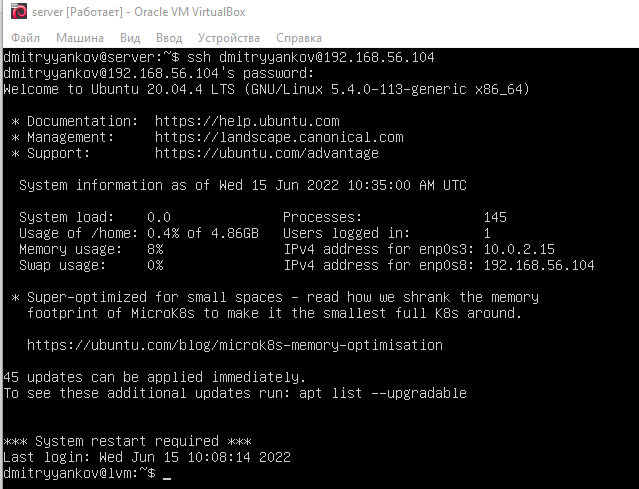 server [Работает] - Oracle VM VirtualBox
Файл Машина Вид Ввод Устройства Справка
dmitryyankov@server:~$ ssh dmitryyankov@192.168.56.104
dmitryyankov@192.168.56.104's password:
Welcome to Ubuntu 20.04.4 LTS (GNU/Linux 5.4.0-113-generic x86_64)
* Documentation: https://help.ubuntu.com
* Management: https://landscape.canonical.com
* Support: https://ubuntu.com/advantage
System information as of Wed 15 Jun 2022 10:35:00 AM UTC
System load: 0.0 Processes: 145
Usage of /home: 0.4% of 4.86GB Users logged in: 1
Memory usage: 8% IPv4 address for enp0s3: 10.0.2.15
Swap usage: 0% IPv4 address for enp0s8: 192.168.56.104
* Super-optimized for small spaces - read how we shrank the memory
footprint of MicroK8s to make it the smallest full K8s around.
https://ubuntu.com/blog/microk8s-memory-optimisation
45 updates can be applied immediately.
To see these additional updates run: apt list --upgradable
*** System restart required ***
Last login: Wed Jun 15 10:08:14 2022
dmitryyankov@lvm:~$ _